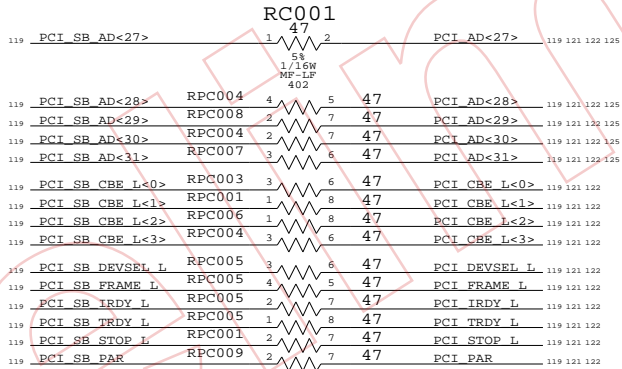 RC001
47
119 PCI_SB_AD<27> 1 2 PCI_AD<27> 119 121 122 125
5%
1/16W
MF-LF
402
119 PCI_SB_AD<28> RPC004 4 5 47 PCI_AD<28> 119 121 122 125
119 PCI_SB_AD<29> RPC008 2 7 47 PCI_AD<29> 119 121 122 125
119 PCI_SB_AD<30> RPC004 2 7 47 PCI_AD<30> 119 121 122 125
119 PCI_SB_AD<31> RPC007 3 6 47 PCI_AD<31> 119 121 122 125
119 PCI_SB_CBE_L<0> RPC003 3 6 47 PCI_CBE_L<0> 119 121 122
119 PCI_SB_CBE_L<1> RPC001 1 8 47 PCI_CBE_L<1> 119 121 122
119 PCI_SB_CBE_L<2> RPC006 1 8 47 PCI_CBE_L<2> 119 121 122
119 PCI_SB_CBE_L<3> RPC004 3 6 47 PCI_CBE_L<3> 119 121 122
119 PCI_SB_DEVSEL_L RPC005 3 6 47 PCI_DEVSEL_L 119 121 122
119 PCI_SB_FRAME_L RPC005 4 5 47 PCI_FRAME_L 119 121 122
119 PCI_SB_IRDY_L RPC005 2 7 47 PCI_IRDY_L 119 121 122
119 PCI_SB_TRDY_L RPC005 1 8 47 PCI_TRDY_L 119 121 122
119 PCI_SB_STOP_L RPC001 2 7 47 PCI_STOP_L 119 121 122
119 PCI_SB_PAR RPC009 2 7 47 PCI_PAR 119 121 122